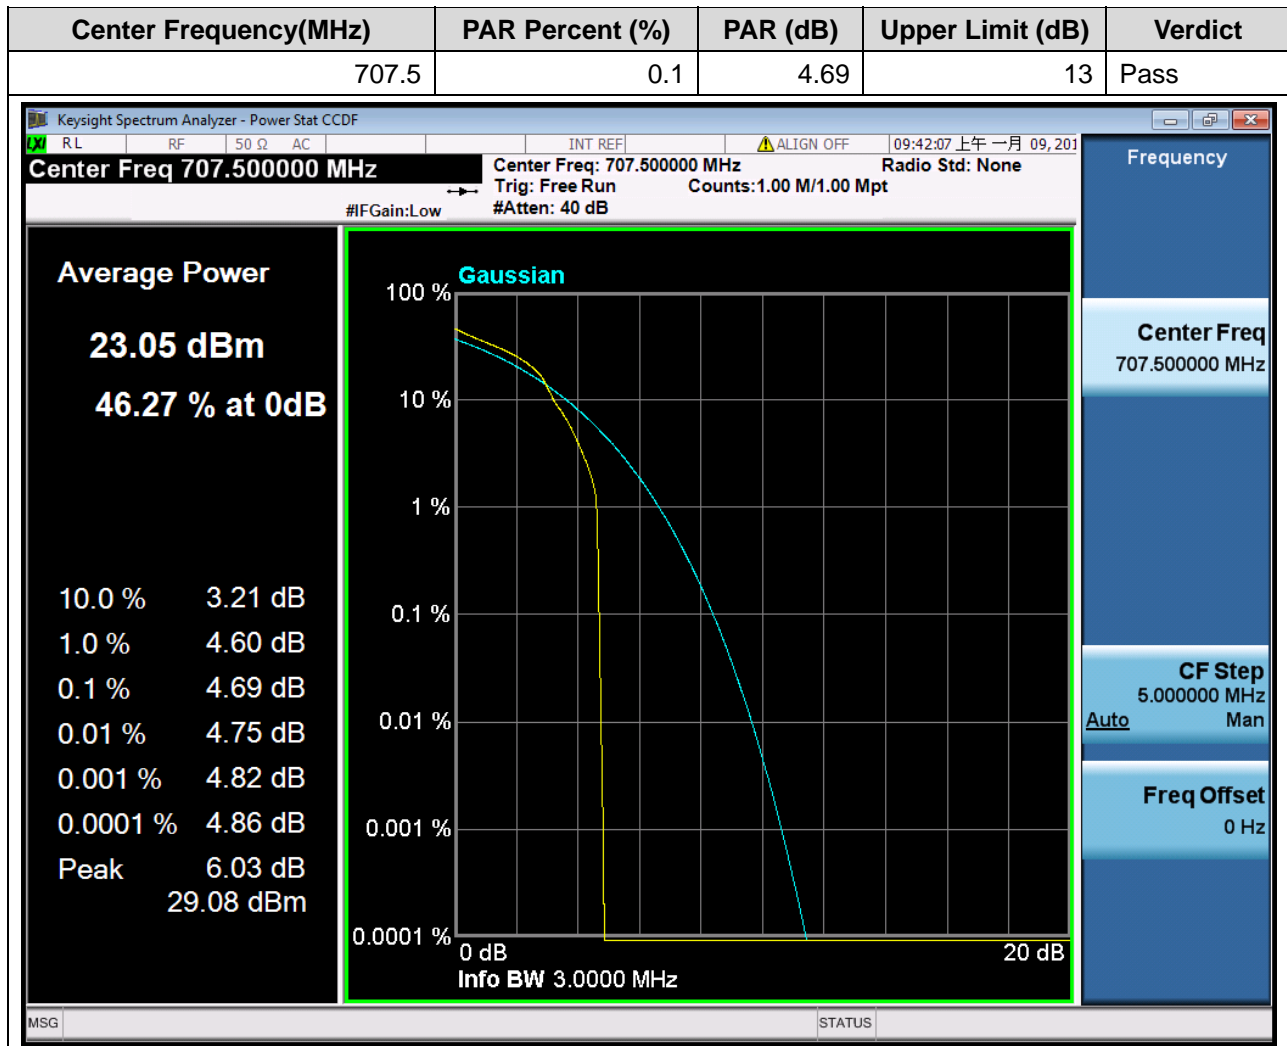 Center Frequency(MHz) PAR Percent (%) PAR (dB) Upper Limit (dB) Verdict
707.5 0.1 4.69 13 Pass
Keysight Spectrum Analyzer - Power Stat CCDF
LXI RL RF 50 Ω AC INT REF ALIGN OFF 09:42:07 上午 一月 09, 201
Center Freq 707.500000 MHz
Center Freq: 707.500000 MHz Radio Std: None
Trig: Free Run Counts:1.00 M/1.00 Mpt
#IFGain:Low #Atten: 40 dB
Average Power
23.05 dBm
46.27 % at 0dB
10.0 % 3.21 dB
1.0 % 4.60 dB
0.1 % 4.69 dB
0.01 % 4.75 dB
0.001 % 4.82 dB
0.0001 % 4.86 dB
Peak 6.03 dB
29.08 dBm
Gaussian
100 %
10 %
1 %
0.1 %
0.01 %
0.001 %
0.0001 %
0 dB 20 dB
Info BW 3.0000 MHz
Frequency
Center Freq
707.500000 MHz
CF Step
5.000000 MHz
Auto Man
Freq Offset
0 Hz
MSG STATUS